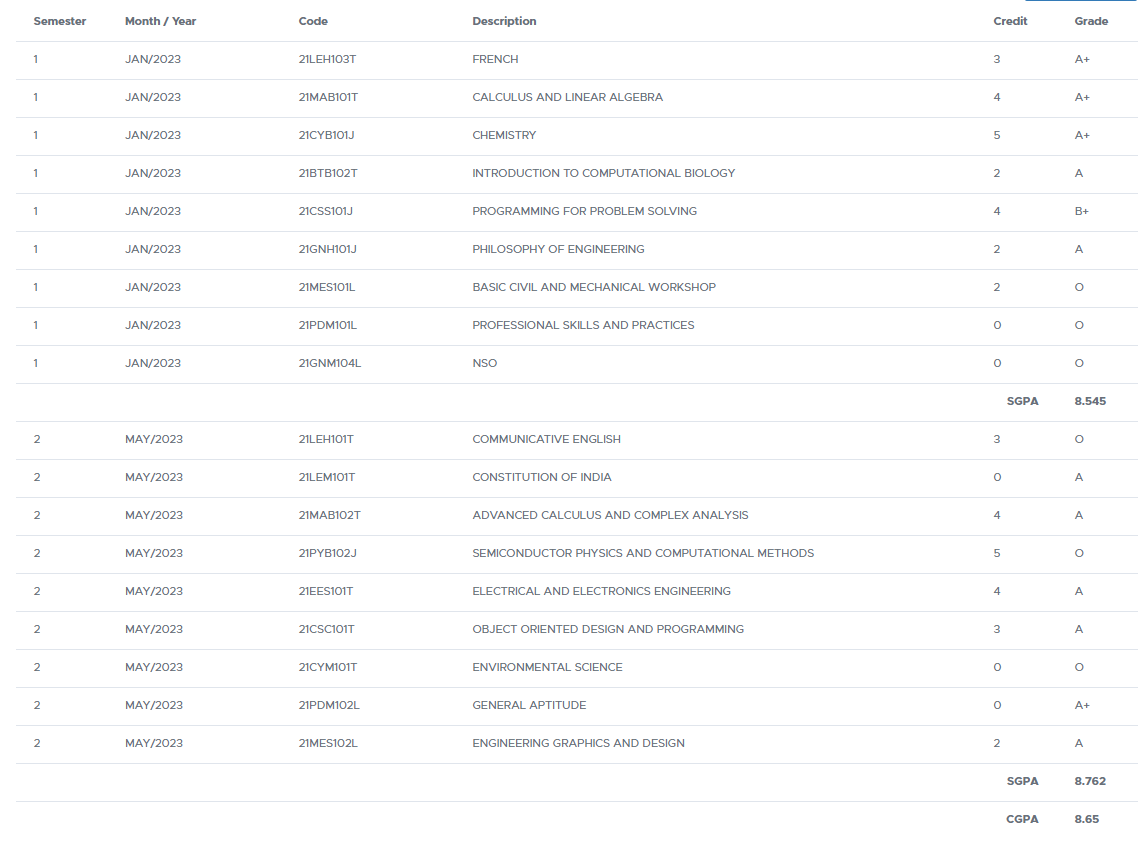 Semester Month / Year Code Description Credit Grade
1 JAN/2023 21LEH103T FRENCH 3 A+
1 JAN/2023 21MAB101T CALCULUS AND LINEAR ALGEBRA 4 A+
1 JAN/2023 21CYB101J CHEMISTRY 5 A+
1 JAN/2023 21BTB102T INTRODUCTION TO COMPUTATIONAL BIOLOGY 2 A
1 JAN/2023 21CSS101J PROGRAMMING FOR PROBLEM SOLVING 4 B+
1 JAN/2023 21GNH101J PHILOSOPHY OF ENGINEERING 2 A
1 JAN/2023 21MES101L BASIC CIVIL AND MECHANICAL WORKSHOP 2 O
1 JAN/2023 21PDM101L PROFESSIONAL SKILLS AND PRACTICES 0 O
1 JAN/2023 21GNM104L NSO 0 O
SGPA 8.545
2 MAY/2023 21LEH101T COMMUNICATIVE ENGLISH 3 O
2 MAY/2023 21LEM101T CONSTITUTION OF INDIA 0 A
2 MAY/2023 21MAB102T ADVANCED CALCULUS AND COMPLEX ANALYSIS 4 A
2 MAY/2023 21PYB102J SEMICONDUCTOR PHYSICS AND COMPUTATIONAL METHODS 5 O
2 MAY/2023 21EES101T ELECTRICAL AND ELECTRONICS ENGINEERING 4 A
2 MAY/2023 21CSC101T OBJECT ORIENTED DESIGN AND PROGRAMMING 3 A
2 MAY/2023 21CYM101T ENVIRONMENTAL SCIENCE 0 O
2 MAY/2023 21PDM102L GENERAL APTITUDE 0 A+
2 MAY/2023 21MES102L ENGINEERING GRAPHICS AND DESIGN 2 A
SGPA 8.762
CGPA 8.65